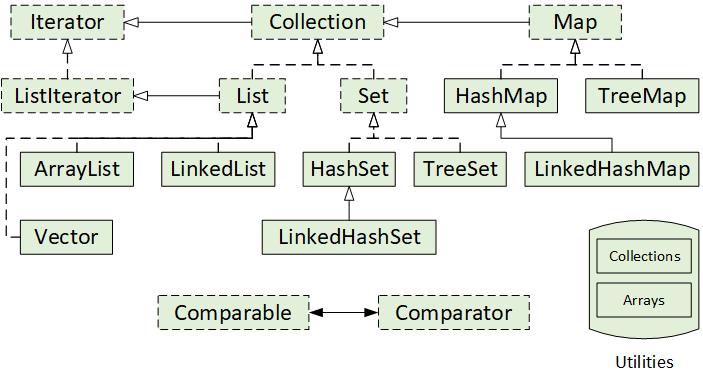 Iterator
Collection
Map
ListIterator
List
Set
HashMap
TreeMap
ArrayList
LinkedList
HashSet
TreeSet
LinkedHashMap
Vector
LinkedHashSet
Collections
Arrays
Comparable
Comparator
Utilities